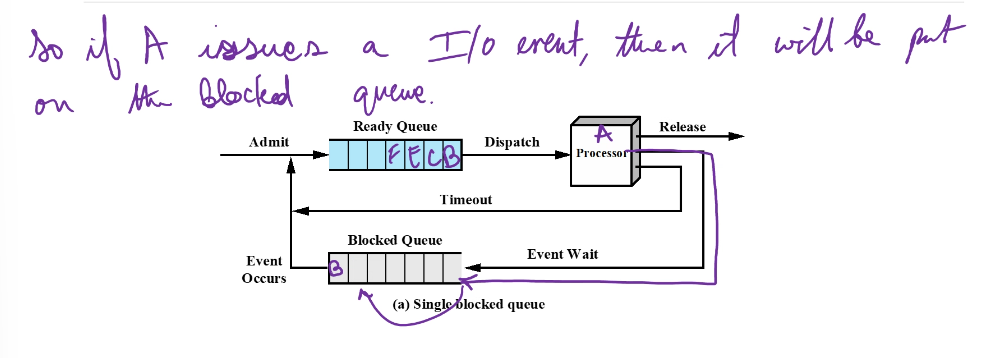 So if A issues a I/O event, then it will be put
on the blocked queue.
Ready Queue
Admit
F E C B
Dispatch
A
Processor
Release
Timeout
Blocked Queue
Event
Occurs
B
Event Wait
(a) Single blocked queue